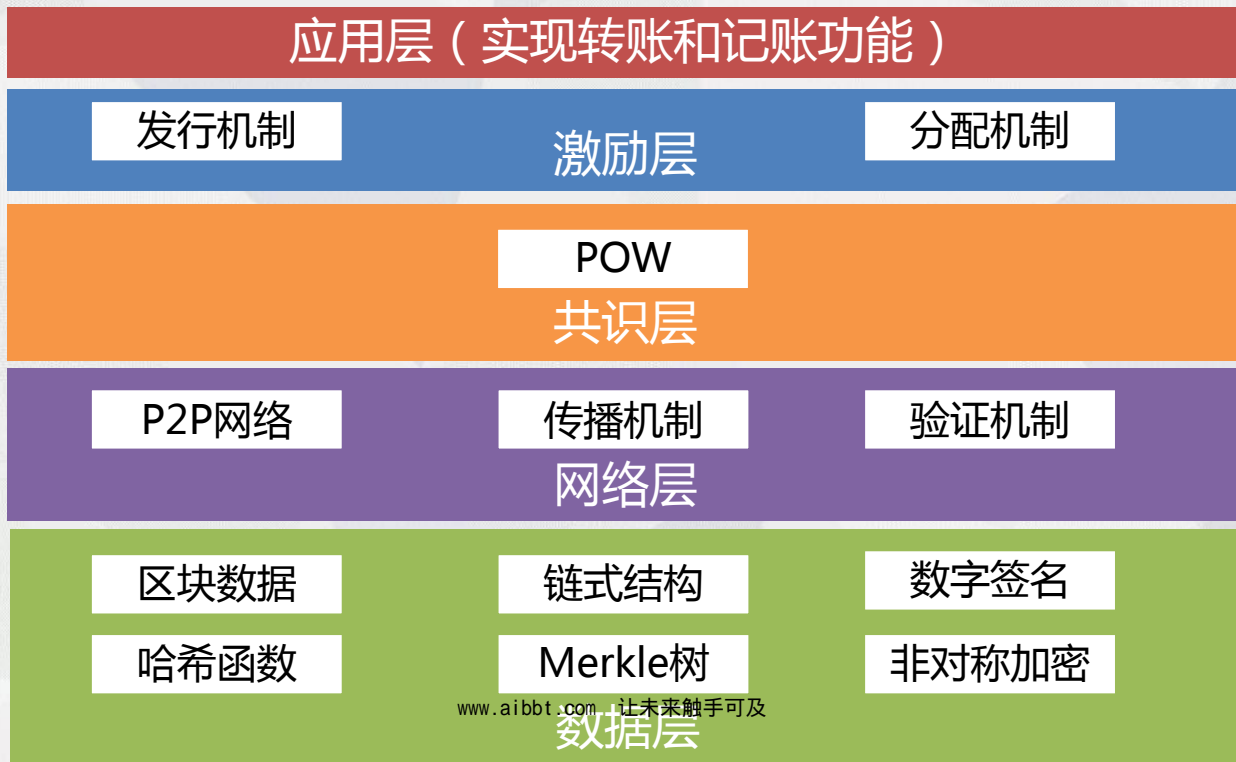 应用层（实现转账和记账功能）
发行机制
激励层
分配机制
POW
共识层
P2P网络
传播机制
验证机制
网络层
区块数据
链式结构
数字签名
哈希函数
Merkle树
非对称加密
www.aibbt.com 让未来触手可及
数据层